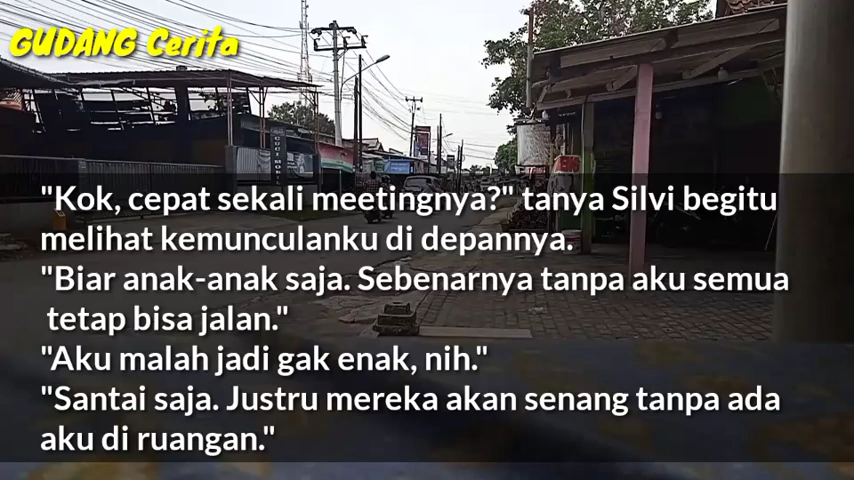 GUDANG Cerita
CUCI MOBIL
"Kok, cepat sekali meetingnya?" tanya Silvi begitu
melihat kemunculanku di depannya.
"Biar anak-anak saja. Sebenarnya tanpa aku semua
tetap bisa jalan."
"Aku malah jadi gak enak, nih."
"Santai saja. Justru mereka akan senang tanpa ada
aku di ruangan."